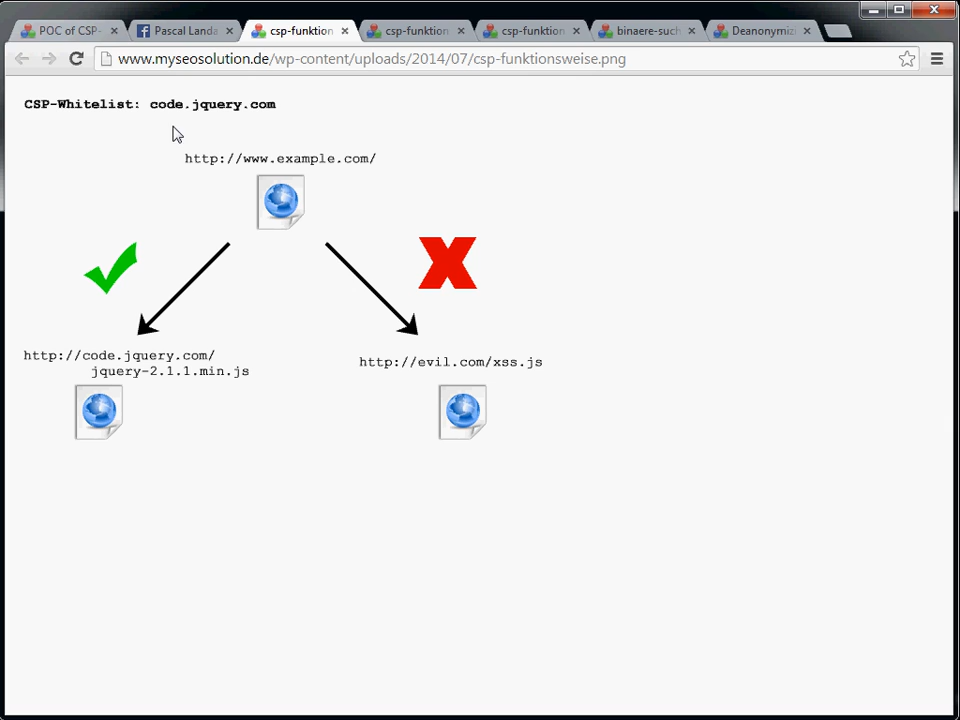 POC of CSP-
Pascal Landa
csp-funktion
csp-funktion
csp-funktion
binaere-such
Deanonymizi
www.myseosolution.de/wp-content/uploads/2014/07/csp-funktionsweise.png
CSP-Whitelist: code.jquery.com
http://www.example.com/
http://code.jquery.com/
jquery-2.1.1.min.js
http://evil.com/xss.js